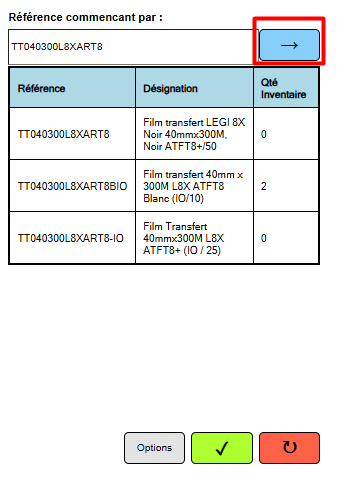 Référence commencant par :
TT040300L8XART8
→
Référence Désignation Qté
Inventaire
TT040300L8XART8 Film transfert LEGI 8X
Noir 40mmx300M,
Noir ATFT8+/50 0
TT040300L8XART8BIO Film transfert 40mm x
300M L8X ATFT8
Blanc (IO/10) 2
TT040300L8XART8-IO Film Transfert
40mmx300M L8X
ATFT8+ (IO / 25) 0
Options ✓ ↻